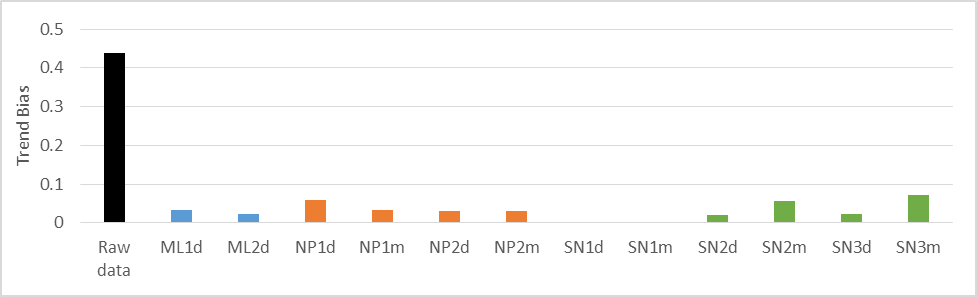 0.5
0.4
0.3
0.2
0.1
0
Trend Bias
Raw data
ML1d
ML2d
NP1d
NP1m
NP2d
NP2m
SN1d
SN1m
SN2d
SN2m
SN3d
SN3m